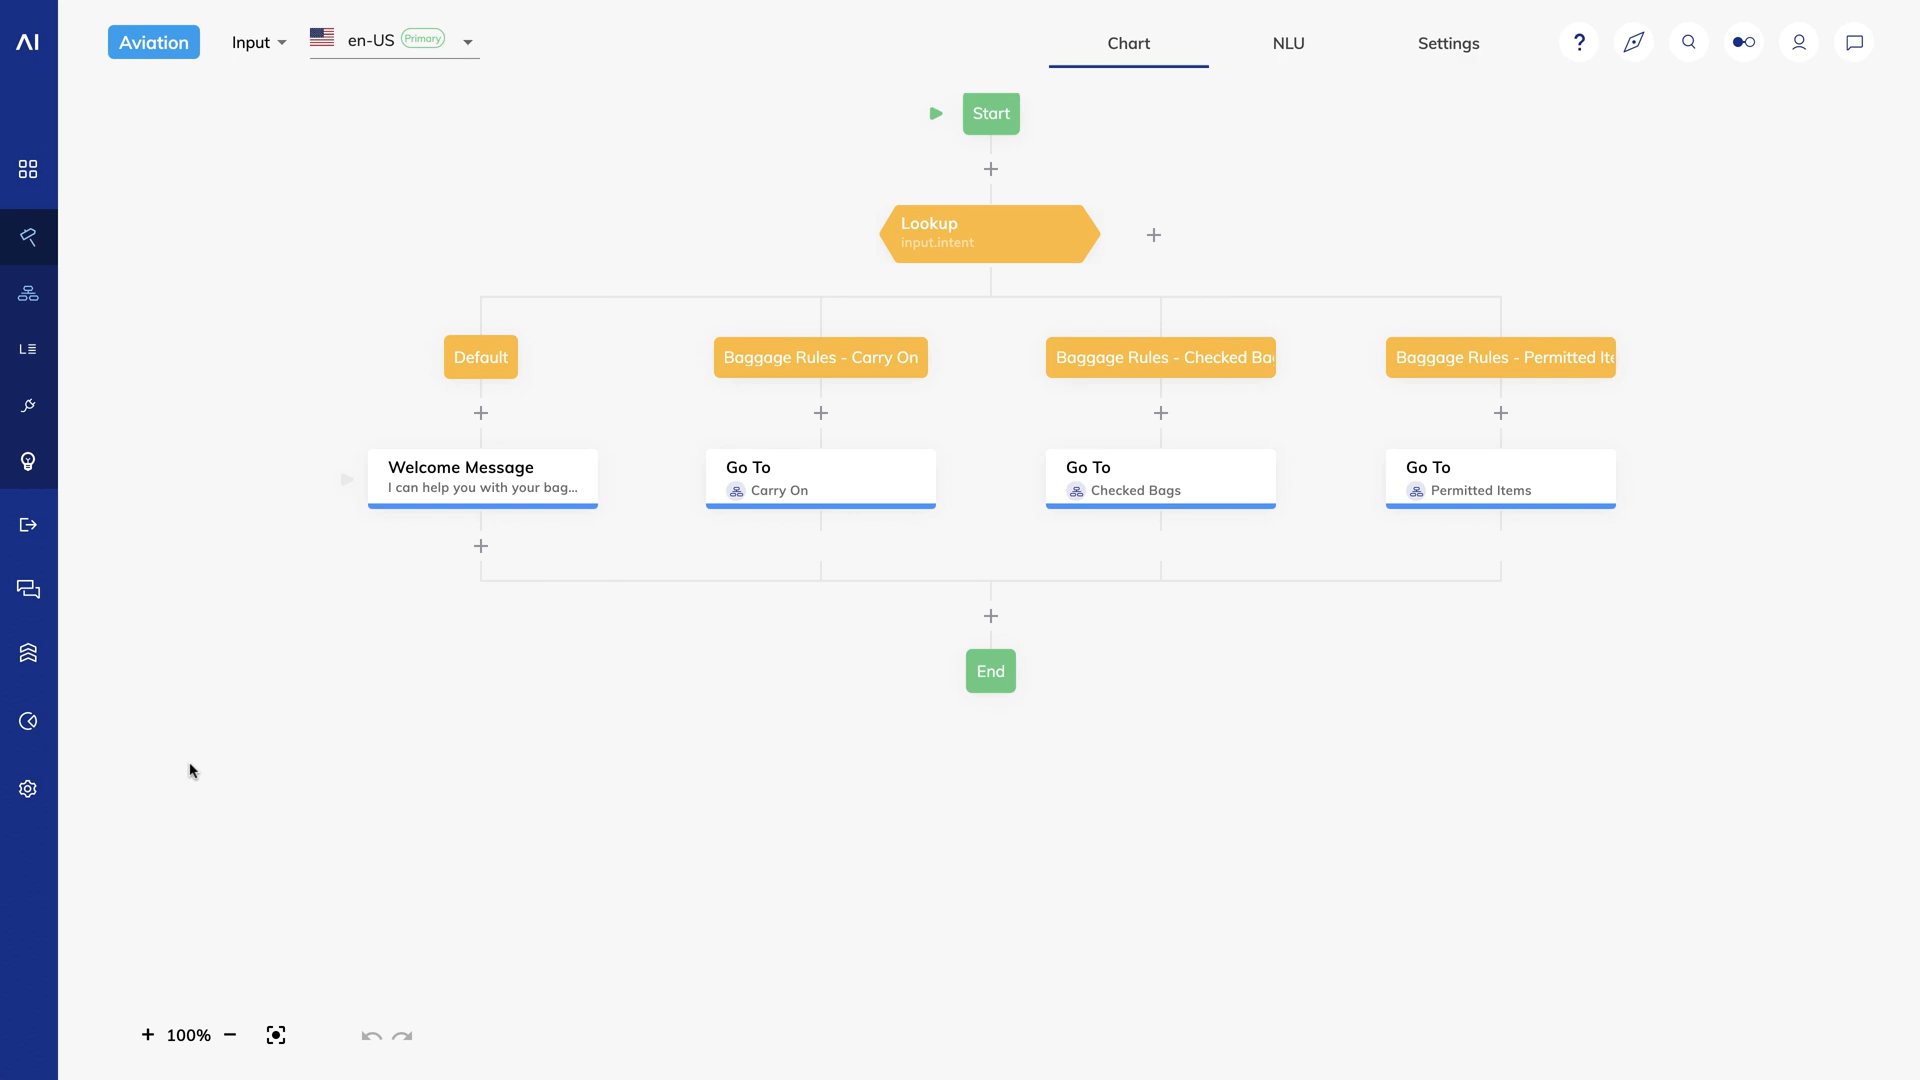 AI
Aviation
Input
en-US
Primary
Chart
NLU
Settings
?
Start
Lookup
input.intent
Default
Baggage Rules - Carry On
Baggage Rules - Checked Ba
Baggage Rules - Permitted Ite
Welcome Message
I can help you with your bag...
Go To
Carry On
Go To
Checked Bags
Go To
Permitted Items
End
+ 100% −